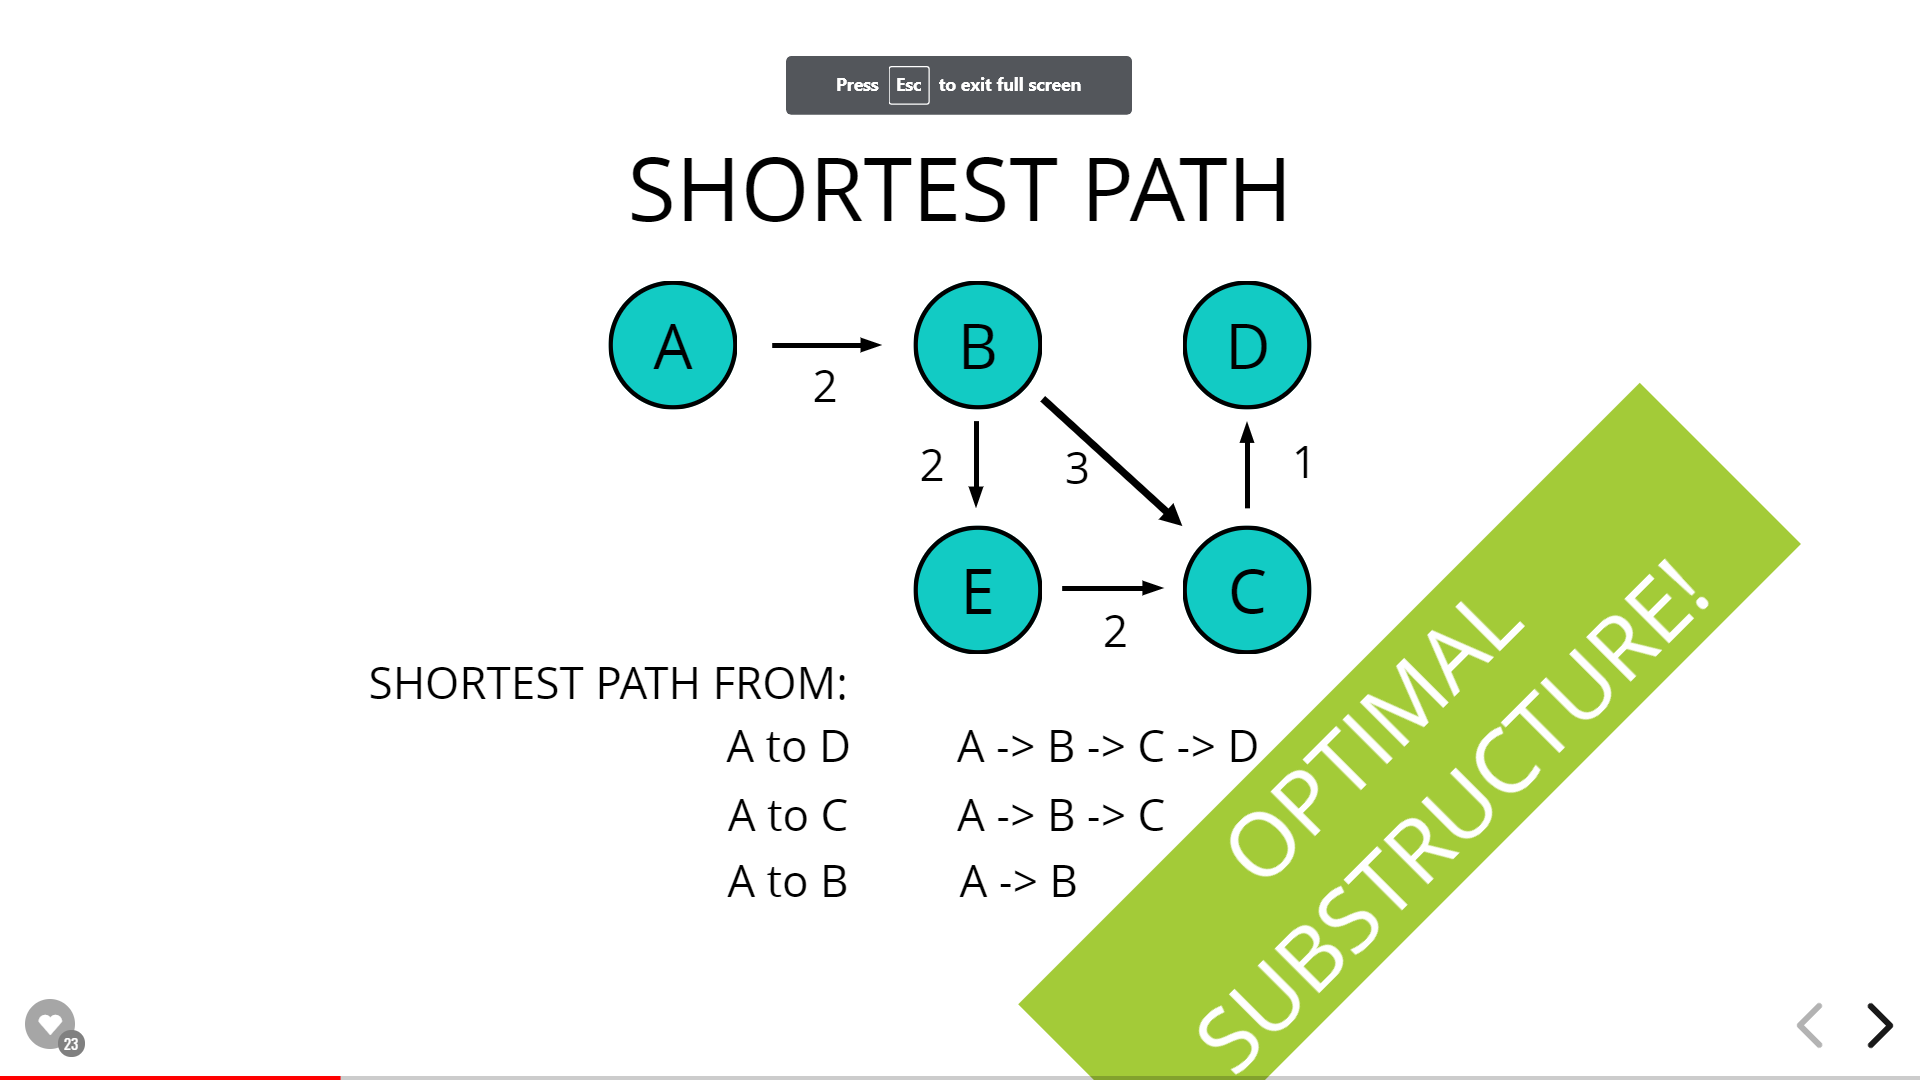 Press Esc to exit full screen
SHORTEST PATH
A
B
D
2
2
3
1
E
C
2
SHORTEST PATH FROM:
A to D A -> B -> C -> D
A to C A -> B -> C
A to B A -> B
OPTIMAL
SUBSTRUCTURE!
23